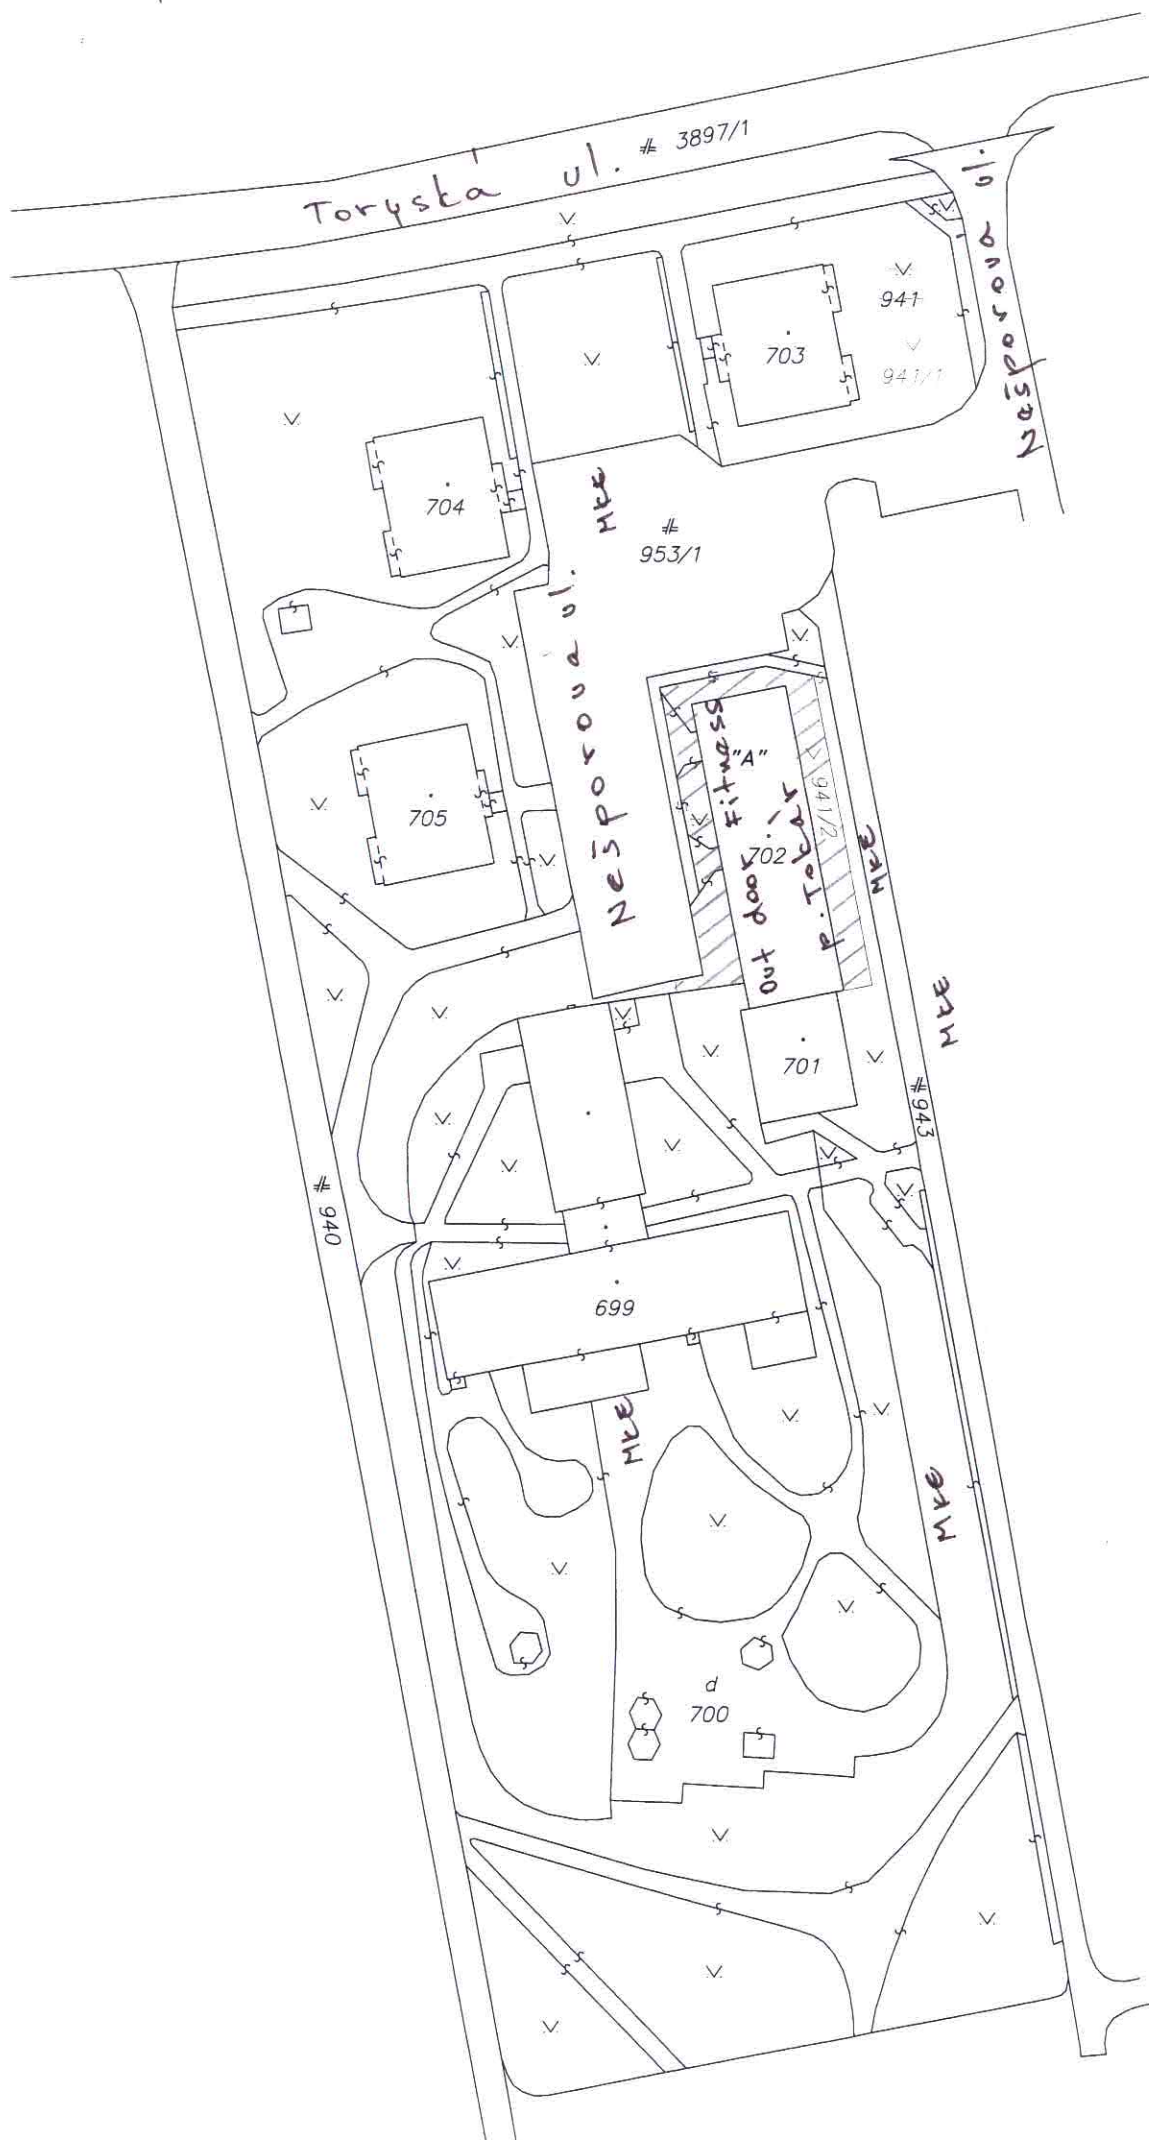 # 3897/1
Toryská ul.
Nešporova ul.
941
703
941/1
704
MKE
# 953/1
Nešporova ul.
"A"
941/2
705
702
Out door Fitness
p. Tokár
MKE
MKE
701
# 943
# 940
699
MKE
MKE
d
700